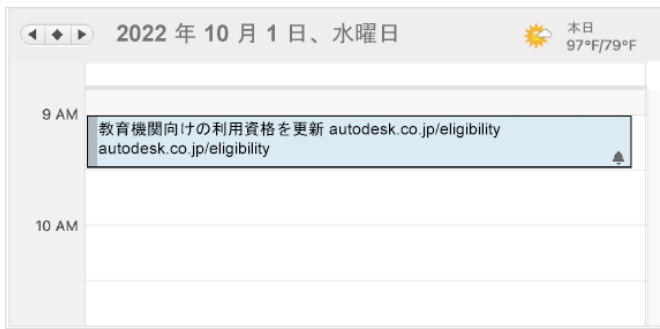 2022 年 10 月 1 日、水曜日
本日
97°F/79°F
9 AM
教育機関向けの利用資格を更新 autodesk.co.jp/eligibility
autodesk.co.jp/eligibility
10 AM